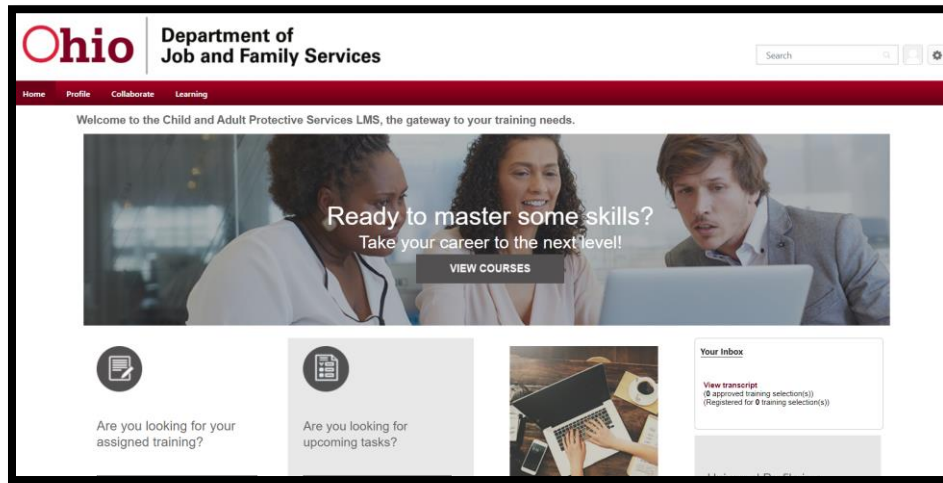 Ohio
Department of
Job and Family Services
Search
Home Profile Collaborate Learning
Welcome to the Child and Adult Protective Services LMS, the gateway to your training needs.
Ready to master some skills?
Take your career to the next level!
VIEW COURSES
Are you looking for your
assigned training?
Are you looking for
upcoming tasks?
Your Inbox
View transcript
(0 approved training selection(s))
(Registered for 0 training selection(s))